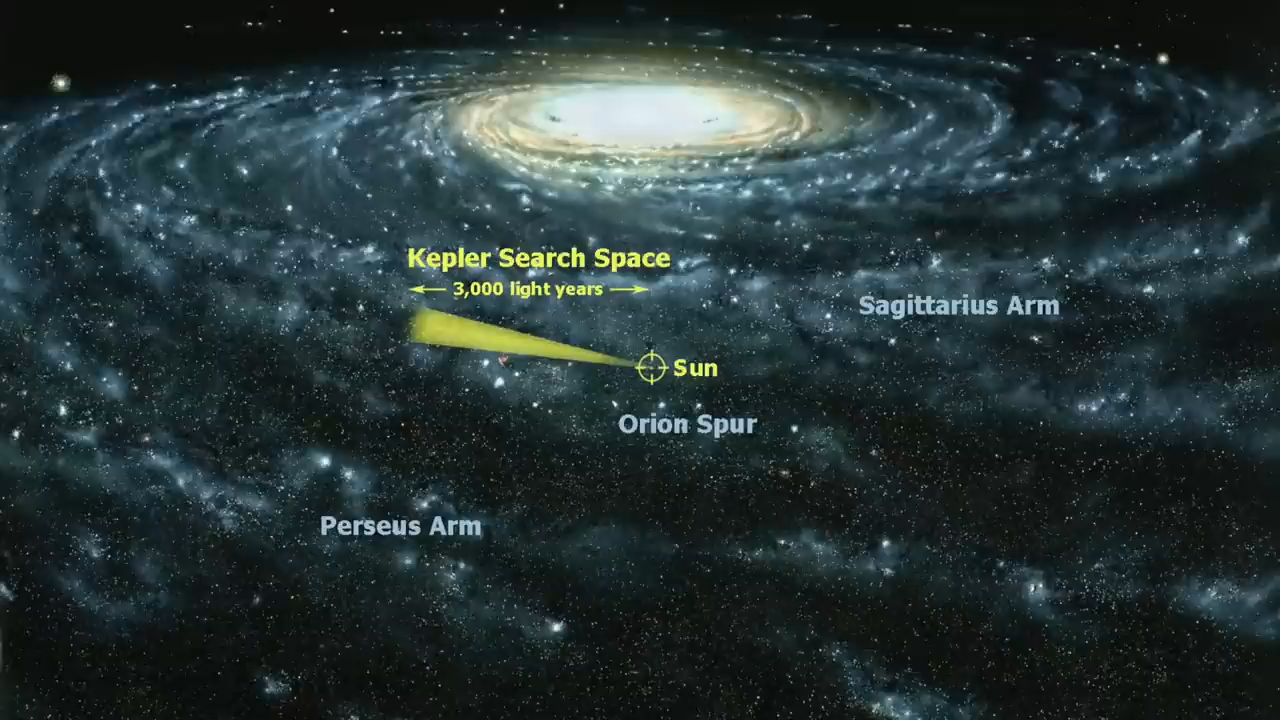 Kepler Search Space
3,000 light years
Sagittarius Arm
Sun
Orion Spur
Perseus Arm